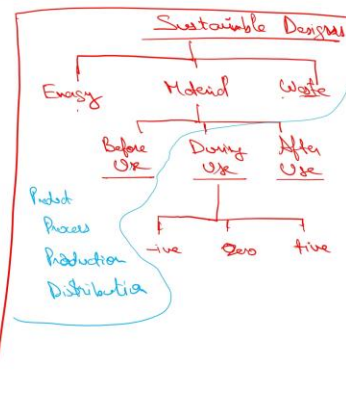 Sustainable Designs
Energy Material Waste
Before During After
Use Use Use
Product
Process
-ive Zero +ive
Production
Distribution